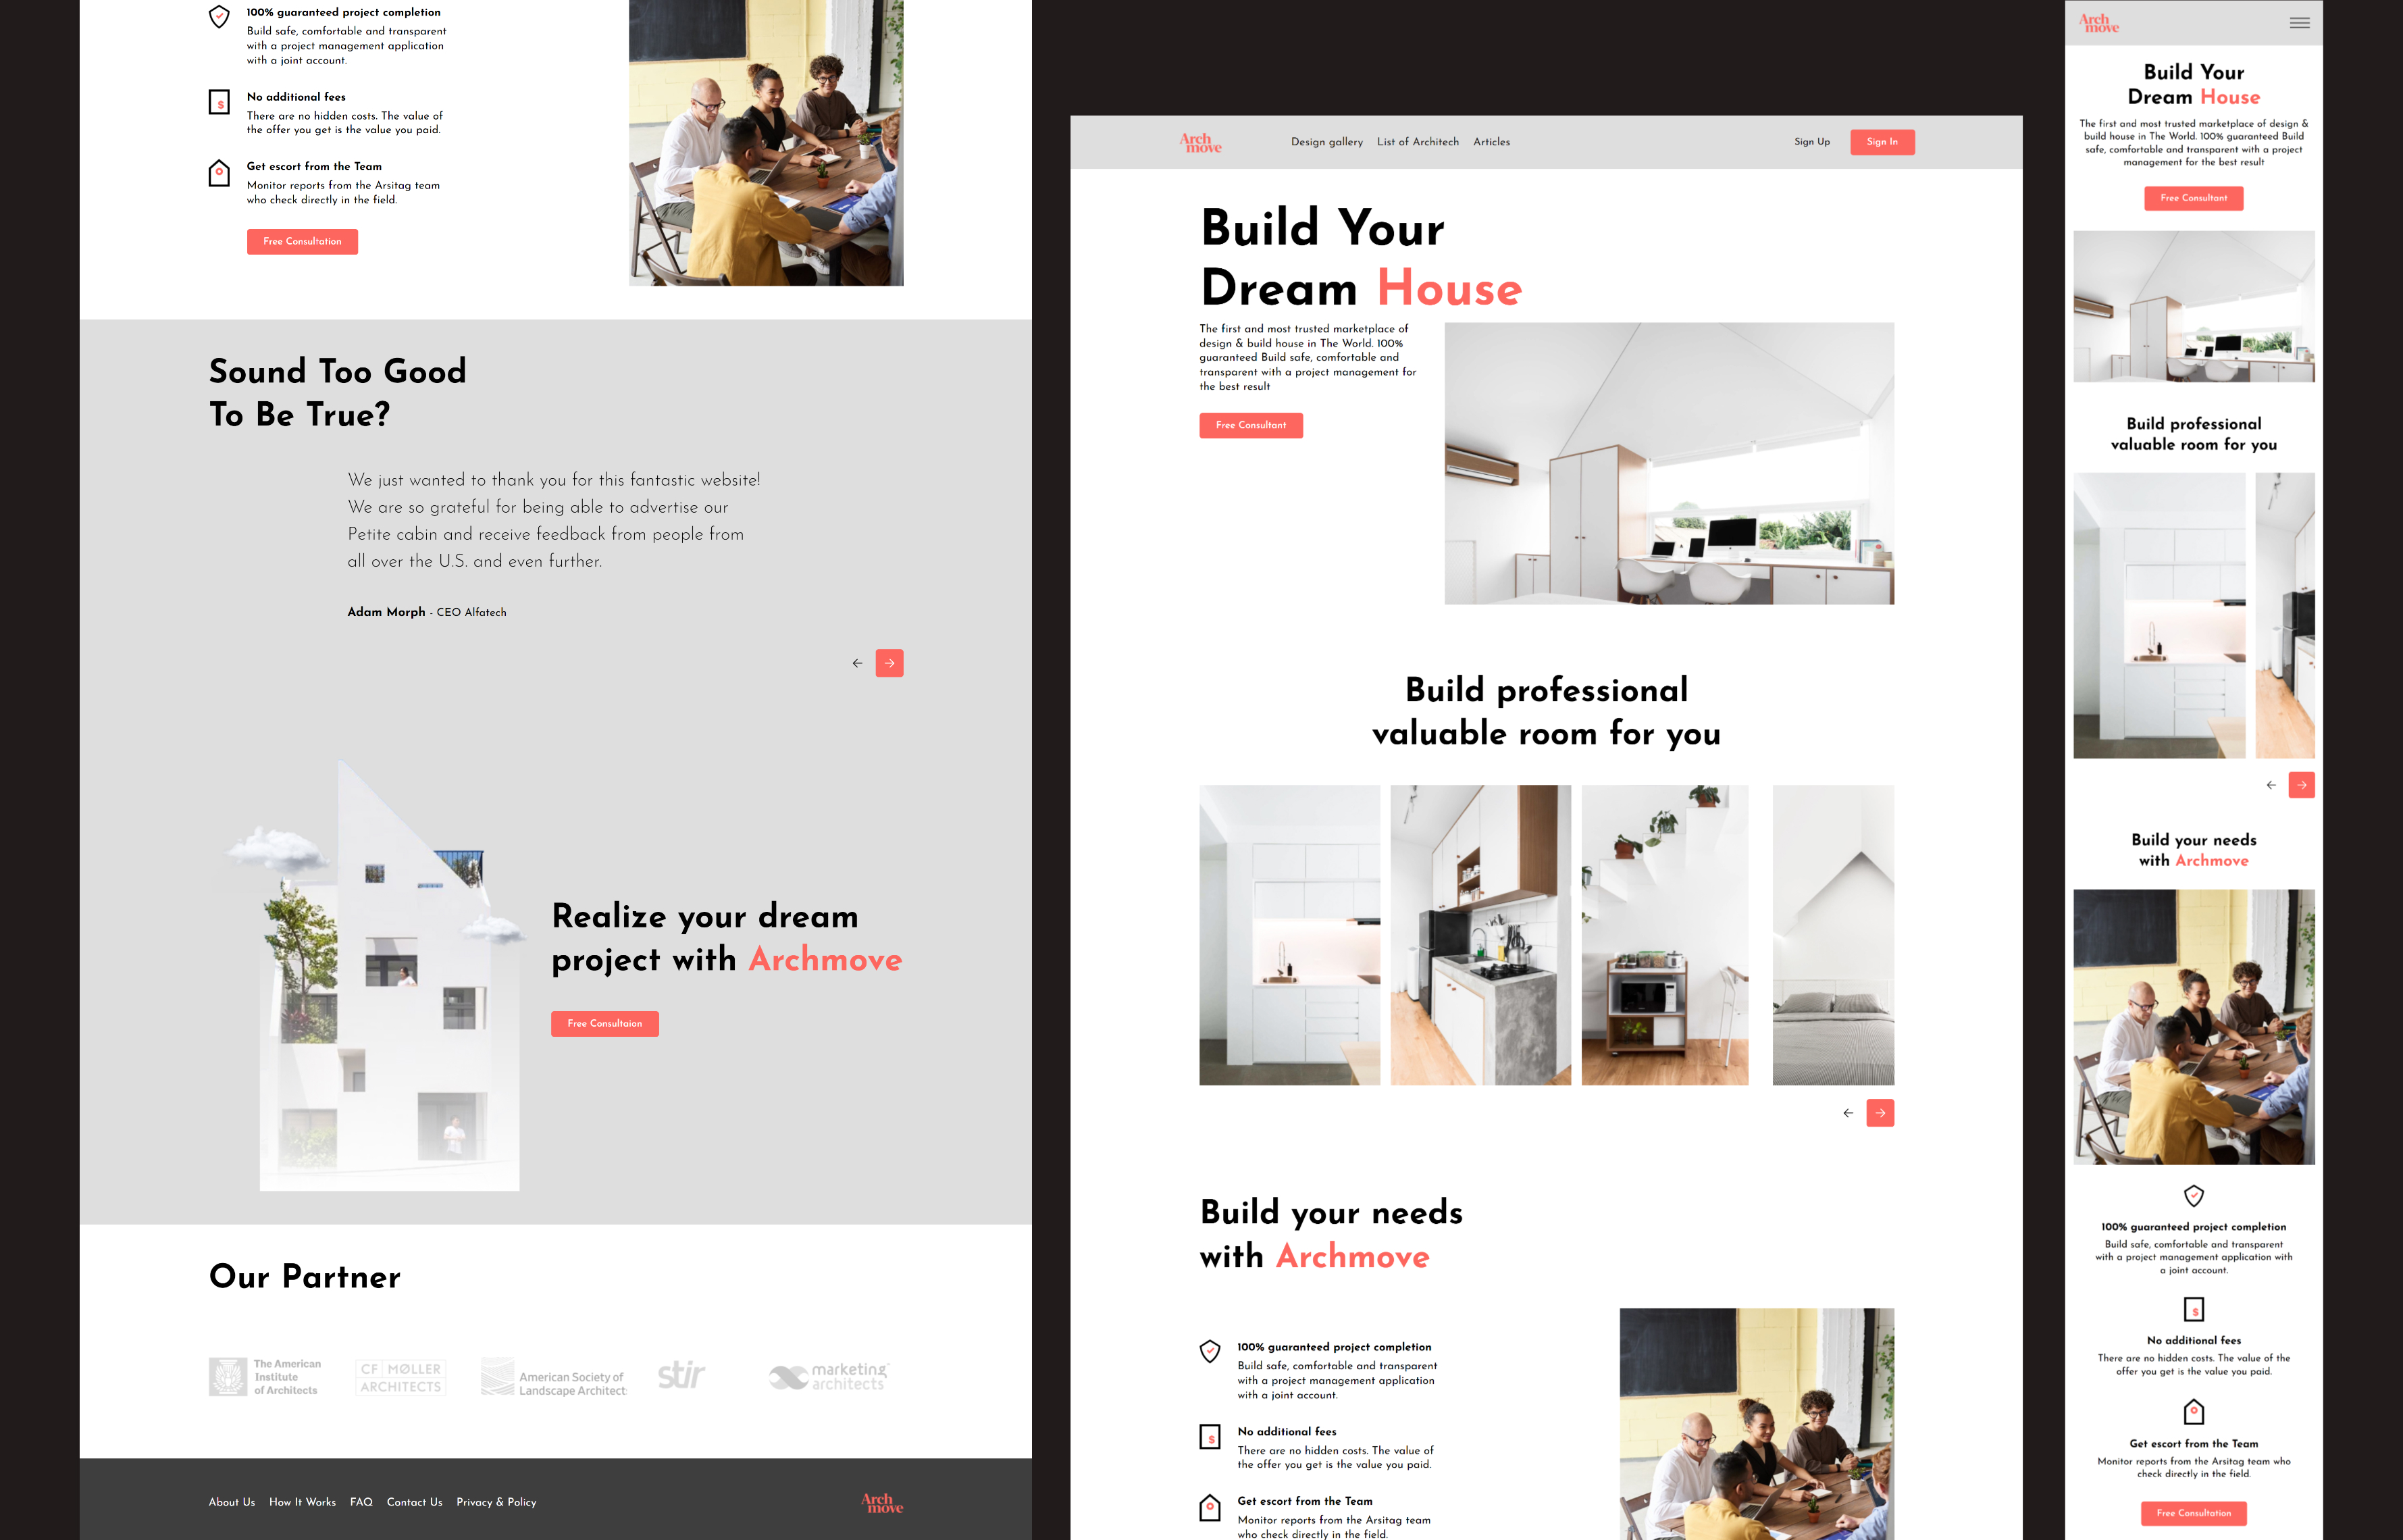 100% guaranteed project completion
Build safe, comfortable and transparent
with a project management application
with a joint account.
No additional fees
There are no hidden costs. The value of
the offer you get is the value you paid.
Get escort from the Team
Monitor reports from the Arsitag team
who check directly in the field.
Free Consultation
Sound Too Good
To Be True?
We just wanted to thank you for this fantastic website!
We are so grateful for being able to advertise our
Petite cabin and receive feedback from people from
all over the U.S. and even further.
Adam Morph - CEO Alfatech
Realize your dream
project with Archmove
Free Consultaion
Our Partner
The American
Institute
of Architects
CF MØLLER
ARCHITECTS
American Society of
Landscape Architect
stir
marketing
architects
About Us How It Works FAQ Contact Us Privacy & Policy
Arch
move
Arch
move
Design gallery List of Architech Articles
Sign Up Sign In
Build Your
Dream House
The first and most trusted marketplace of
design & build house in The World. 100%
guaranteed Build safe, comfortable and
transparent with a project management for
the best result
Free Consultant
Build professional
valuable room for you
Build your needs
with Archmove
100% guaranteed project completion
Build safe, comfortable and transparent
with a project management application
with a joint account.
No additional fees
There are no hidden costs. The value of
the offer you get is the value you paid.
Get escort from the Team
Monitor reports from the Arsitag team
who check directly in the field.
Arch
move
Build Your
Dream House
The first and most trusted marketplace of design &
build house in The World. 100% guaranteed Build
safe, comfortable and transparent with a project
management for the best result
Free Consultant
Build professional
valuable room for you
Build your needs
with Archmove
100% guaranteed project completion
Build safe, comfortable and transparent
with a project management application with
a joint account.
$
No additional fees
There are no hidden costs. The value of the
offer you get is the value you paid.
Get escort from the Team
Monitor reports from the Arsitag team who
check directly in the field.
Free Consultation